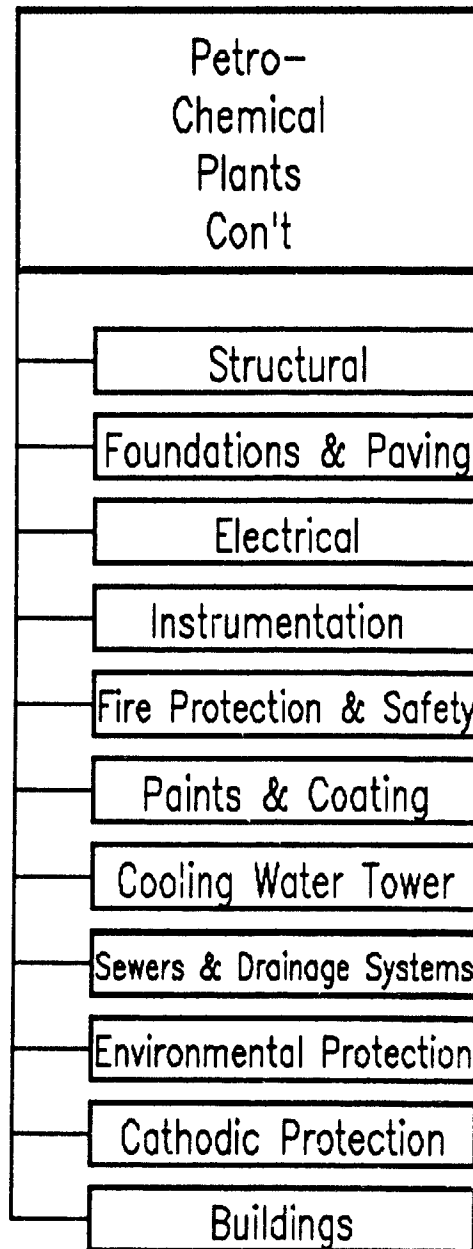 Petro-
Chemical
Plants
Con't
Structural
Foundations & Paving
Electrical
Instrumentation
Fire Protection & Safety
Paints & Coating
Cooling Water Tower
Sewers & Drainage Systems
Environmental Protection
Cathodic Protection
Buildings